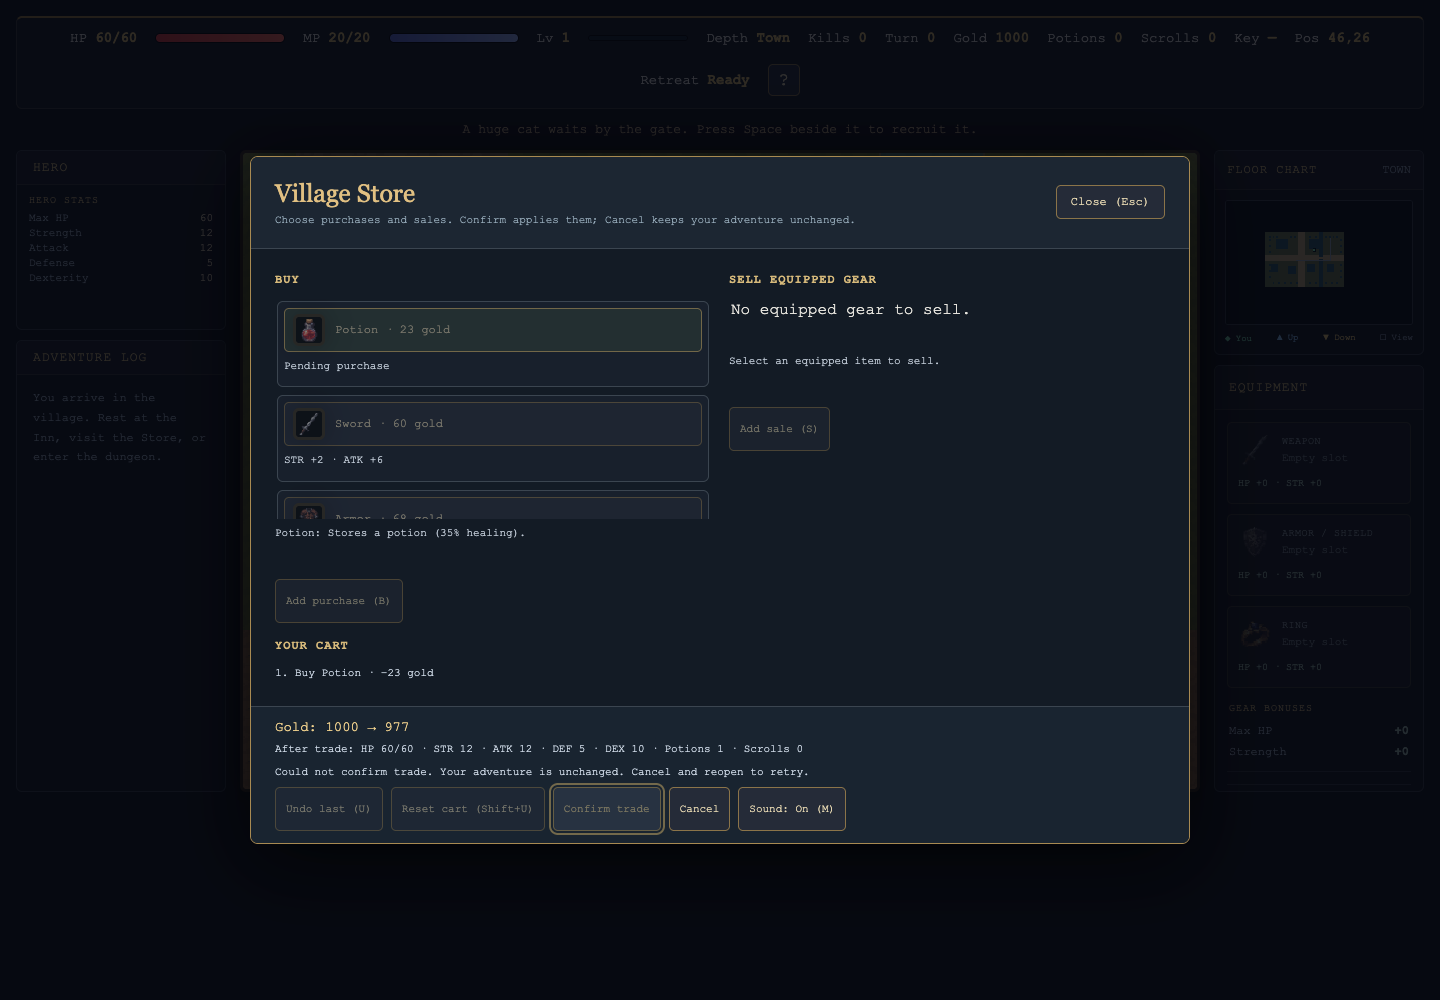 HP 60/60 MP 20/20 Lv 1 Depth Town Kills 0 Turn 0 Gold 1000 Potions 0 Scrolls 0 Key — Pos 46,26
Retreat Ready ?
A huge cat waits by the gate. Press Space beside it to recruit it.
HERO
HERO STATS
Max HP 60
Strength 12
Attack 12
Defense 5
Dexterity 10
ADVENTURE LOG
You arrive in the
village. Rest at the
Inn, visit the Store, or
enter the dungeon.
Village Store
Choose purchases and sales. Confirm applies them; Cancel keeps your adventure unchanged.
Close (Esc)
BUY
Potion · 23 gold
Pending purchase
Sword · 60 gold
STR +2 · ATK +6
Armor · 68 gold
Potion: Stores a potion (35% healing).
Add purchase (B)
YOUR CART
1. Buy Potion · −23 gold
SELL EQUIPPED GEAR
No equipped gear to sell.
Select an equipped item to sell.
Add sale (S)
Gold: 1000 → 977
After trade: HP 60/60 · STR 12 · ATK 12 · DEF 5 · DEX 10 · Potions 1 · Scrolls 0
Could not confirm trade. Your adventure is unchanged. Cancel and reopen to retry.
Undo last (U) Reset cart (Shift+U) Confirm trade Cancel Sound: On (M)
FLOOR CHART TOWN
◆ You ▲ Up ▼ Down □ View
EQUIPMENT
WEAPON
Empty slot
HP +0 · STR +0
ARMOR / SHIELD
Empty slot
HP +0 · STR +0
RING
Empty slot
HP +0 · STR +0
GEAR BONUSES
Max HP +0
Strength +0